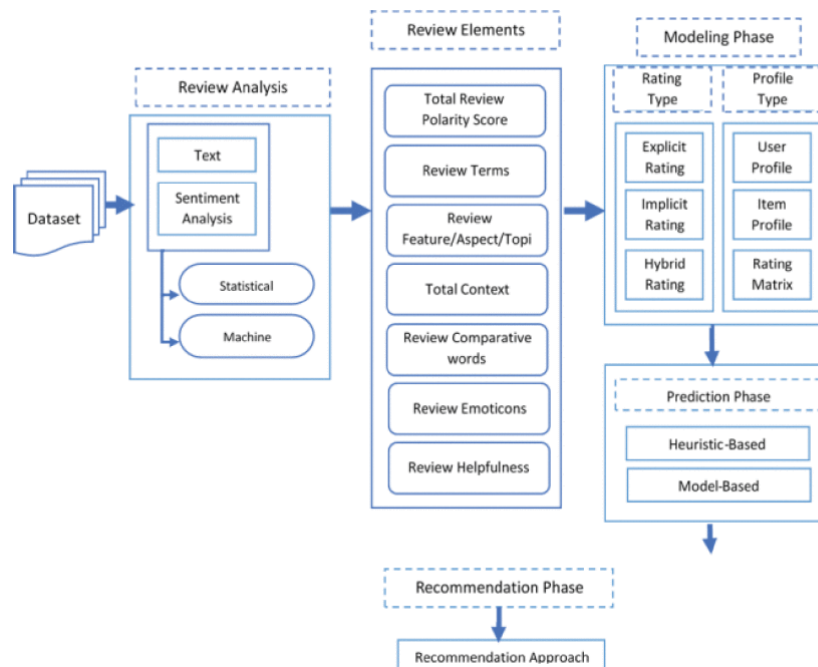 Dataset
Review Analysis
Text
Sentiment
Analysis
Statistical
Machine
Review Elements
Total Review
Polarity Score
Review Terms
Review
Feature/Aspect/Topi
Total Context
Review Comparative
words
Review Emoticons
Review Helpfulness
Modeling Phase
Rating
Type
Explicit
Rating
Implicit
Rating
Hybrid
Rating
Profile
Type
User
Profile
Item
Profile
Rating
Matrix
Prediction Phase
Heuristic-Based
Model-Based
Recommendation Phase
Recommendation Approach